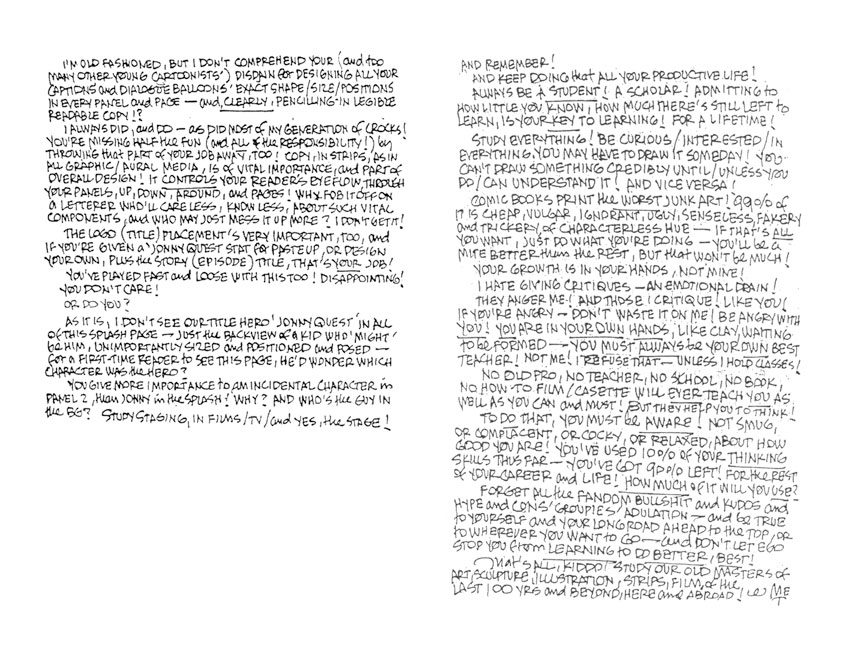 I'M OLD FASHIONED, BUT I DON'T COMPREHEND YOUR (and too
MANY OTHER YOUNG CARTOONISTS') DISDAIN for DESIGNING ALL YOUR
CAPTIONS and DIALOGUE BALLOONS' EXACT SHAPE/SIZE/POSITIONS
IN EVERY PANEL and PAGE — and, CLEARLY, PENCILLING IN LEGIBLE
READABLE COPY!?
I ALWAYS DID, and DO — AS DID MOST of MY GENERATION of CROCKS!
YOU'RE MISSING HALF the FUN (and ALL of the RESPONSIBILITY!) by
THROWING that PART OF YOUR JOB AWAY, TOO! COPY, IN STRIPS, AS IN
ALL GRAPHIC/AURAL MEDIA, IS of VITAL IMPORTANCE, and PART OF
OVERALL DESIGN! IT CONTROLS YOUR READER'S EYE FLOW, THROUGH
YOUR PANELS, UP, DOWN, AROUND, and PAGES! WHY FOB IT OFF ON
A LETTERER WHO'LL CARE LESS, KNOW LESS, ABOUT SUCH VITAL
COMPONENTS, and WHO MAY JUST MESS IT UP MORE? I DON'T GET IT!
THE LOGO (TITLE) PLACEMENT'S VERY IMPORTANT, TOO, and
IF YOU'RE GIVEN A 'JONNY QUEST' STAT for PASTEUP, OR DESIGN
YOUR OWN, PLUS the STORY (EPISODE) TITLE, THAT'S YOUR JOB!
YOU'VE PLAYED FAST and LOOSE WITH THIS TOO! DISAPPOINTING!
YOU DON'T CARE!
OR DO YOU?
AS IT IS, I DON'T SEE OUR TITLE HERO 'JONNY QUEST' IN ALL
OF THIS SPLASH PAGE — JUST the BACKVIEW of A KID WHO 'MIGHT'
be HIM, UNIMPORTANTLY SIZED and POSITIONED and POSED —
for A FIRST-TIME READER to SEE THIS PAGE, HE'D WONDER WHICH
CHARACTER WAS the HERO?
YOU GIVE MORE IMPORTANCE to AN INCIDENTAL CHARACTER in
PANEL 2, than JONNY in the SPLASH! WHY? AND WHO'S the GUY IN
the BG? STUDY STAGING, IN FILMS/TV/and YES, the STAGE!
AND REMEMBER!
AND KEEP DOING that ALL YOUR PRODUCTIVE LIFE!
ALWAYS BE A STUDENT! A SCHOLAR! ADMITTING to
HOW LITTLE YOU KNOW, HOW MUCH THERE'S STILL LEFT to
LEARN, IS YOUR KEY TO LEARNING! FOR A LIFETIME!
STUDY EVERYTHING! BE CURIOUS/INTERESTED/IN
EVERYTHING. YOU MAY HAVE TO DRAW IT SOMEDAY! YOU
CAN'T DRAW SOMETHING CREDIBLY UNTIL/UNLESS YOU
DO/CAN UNDERSTAND IT! AND VICE VERSA!
COMIC BOOKS PRINT the WORST JUNK ART! 99% of
IT IS CHEAP, VULGAR, IGNORANT, UGLY, SENSELESS, FAKERY
and TRICKERY, of CHARACTERLESS HUE — IF THAT'S ALL
YOU WANT, JUST DO WHAT YOU'RE DOING — YOU'LL BE A
MITE BETTER than the REST, BUT THAT WON'T BE MUCH!
YOUR GROWTH IS IN YOUR HANDS, NOT MINE!
I HATE GIVING CRITIQUES — AN EMOTIONAL DRAIN!
THEY ANGER ME! AND THOSE I CRITIQUE! LIKE YOU!
IF YOU'RE ANGRY — DON'T WASTE IT ON ME! BE ANGRY WITH
YOU! YOU ARE IN YOUR OWN HANDS, LIKE CLAY, WAITING
to be FORMED — YOU MUST ALWAYS be YOUR OWN BEST
TEACHER! NOT ME! I REFUSE THAT — UNLESS I HOLD CLASSES!
NO OLD PRO, NO TEACHER, NO SCHOOL, NO BOOK,
NO HOW TO FILM/CASETTE WILL EVER TEACH YOU AS
WELL AS YOU CAN and MUST! BUT THEY HELP YOU TO THINK!
TO DO THAT, YOU MUST BE AWARE! NOT SMUG,
OR COMPLACENT, OR COCKY, OR RELAXED, ABOUT HOW
GOOD YOU ARE! YOU'VE USED 10% OF YOUR THINKING
SKILLS THUS FAR — YOU'VE GOT 90% LEFT! FOR the REST
of YOUR CAREER and LIFE! HOW MUCH of IT WILL YOU USE?
FORGET ALL the FANDOM BULLSHIT and KUDOS and
HYPE and CONS' GROUPIES' ADULATION — and BE TRUE
to YOURSELF and YOUR LONG ROAD AHEAD to the TOP, OR
to WHEREVER YOU WANT TO GO — and DON'T LET EGO
STOP YOU from LEARNING to DO BETTER, BEST!
THAT'S ALL, KIDDO! STUDY OUR OLD MASTERS of
ART, SCULPTURE, ILLUSTRATION, STRIPS, FILM, of the
LAST 100 YRS and BEYOND, HERE and ABROAD! ME